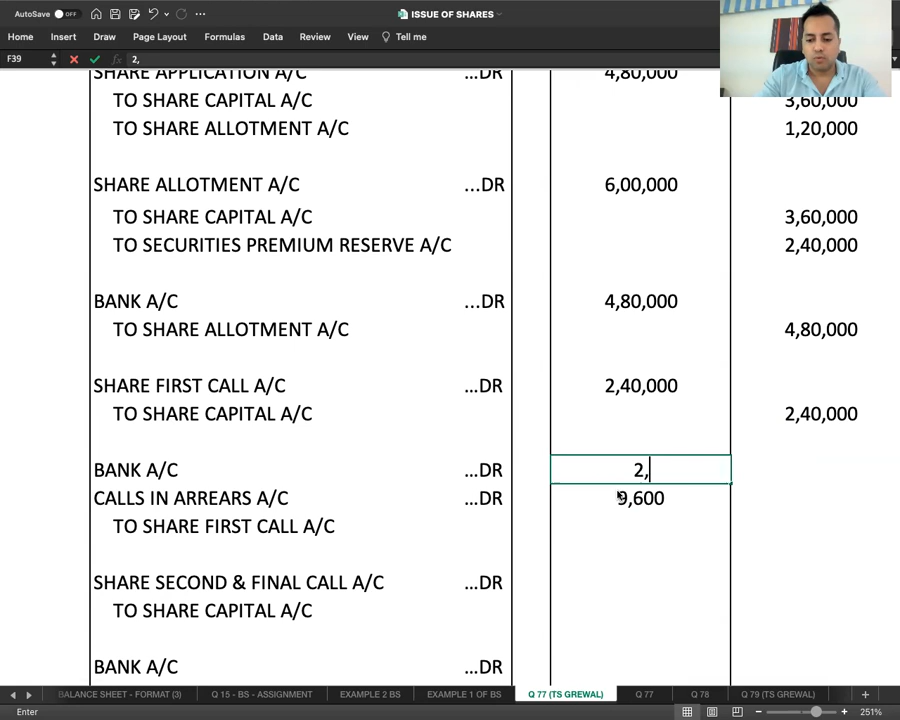 AutoSave OFF ISSUE OF SHARES
Home Insert Draw Page Layout Formulas Data Review View Tell me
F39 fx 2,
SHARE APPLICATION A/C ...DR 4,80,000
TO SHARE CAPITAL A/C 3,60,000
TO SHARE ALLOTMENT A/C 1,20,000
SHARE ALLOTMENT A/C ...DR 6,00,000
TO SHARE CAPITAL A/C 3,60,000
TO SECURITIES PREMIUM RESERVE A/C 2,40,000
BANK A/C ...DR 4,80,000
TO SHARE ALLOTMENT A/C 4,80,000
SHARE FIRST CALL A/C ...DR 2,40,000
TO SHARE CAPITAL A/C 2,40,000
BANK A/C ...DR 2,
CALLS IN ARREARS A/C ...DR 9,600
TO SHARE FIRST CALL A/C
SHARE SECOND & FINAL CALL A/C ...DR
TO SHARE CAPITAL A/C
BANK A/C ...DR
BALANCE SHEET - FORMAT (3) Q 15 - BS - ASSIGNMENT EXAMPLE 2 BS EXAMPLE 1 OF BS Q 77 (TS GREWAL) Q 77 Q 78 Q 79 (TS GREWAL) +
Enter 251%